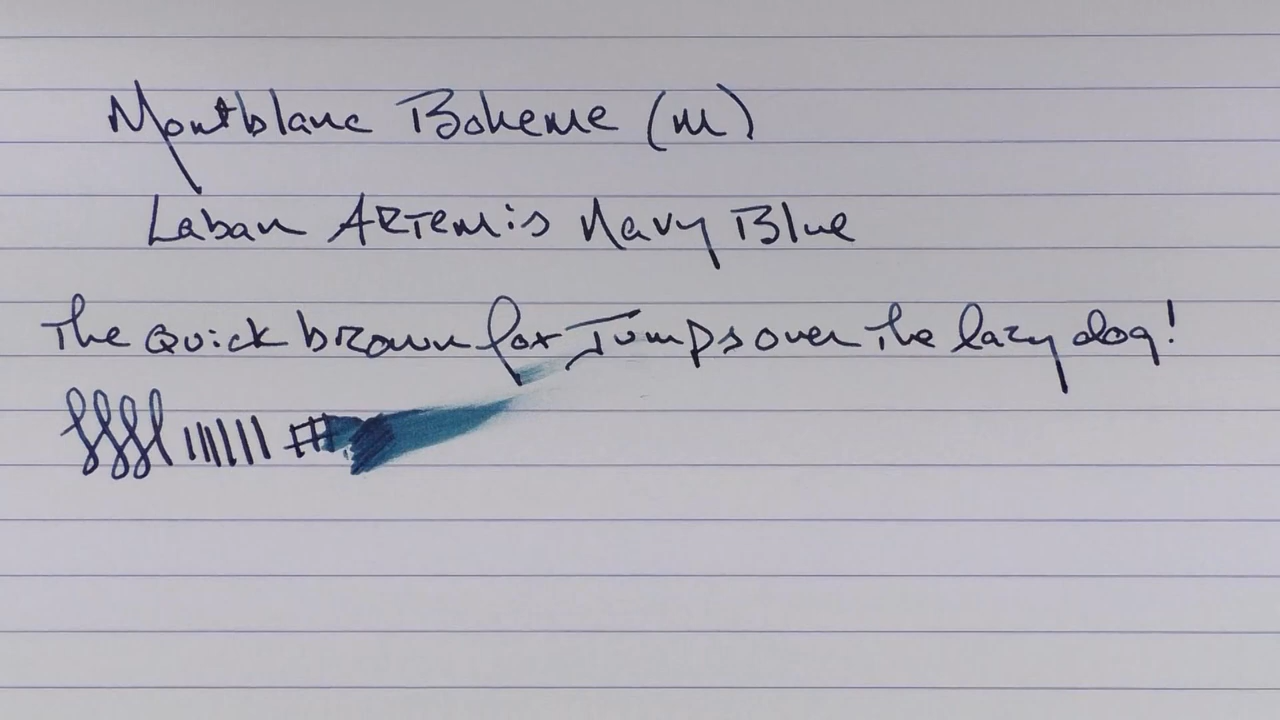 Montblanc Boheme (M)
Laban Artemis Navy Blue
The quick brown fox jumps over the lazy dog!